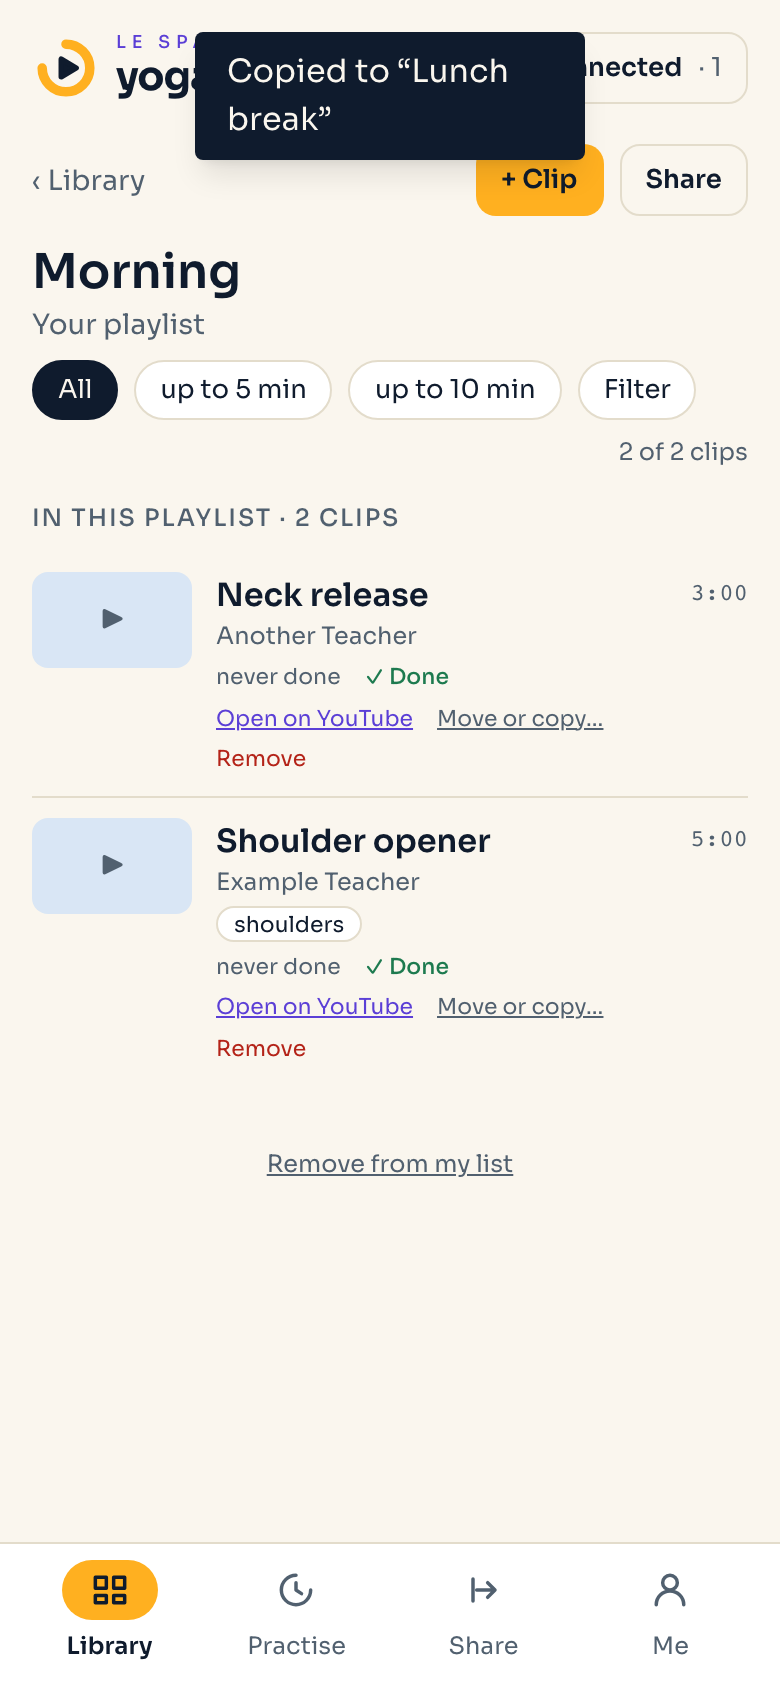 LE
Copied to “Lunch
break”
· 1
‹ Library
+ Clip
Share
Morning
Your playlist
All
up to 5 min
up to 10 min
Filter
2 of 2 clips
IN THIS PLAYLIST · 2 CLIPS
Neck release
3:00
Another Teacher
never done ✓ Done
Open on YouTube Move or copy...
Remove
Shoulder opener
5:00
Example Teacher
shoulders
never done ✓ Done
Open on YouTube Move or copy...
Remove
Remove from my list
Library
Practise
Share
Me